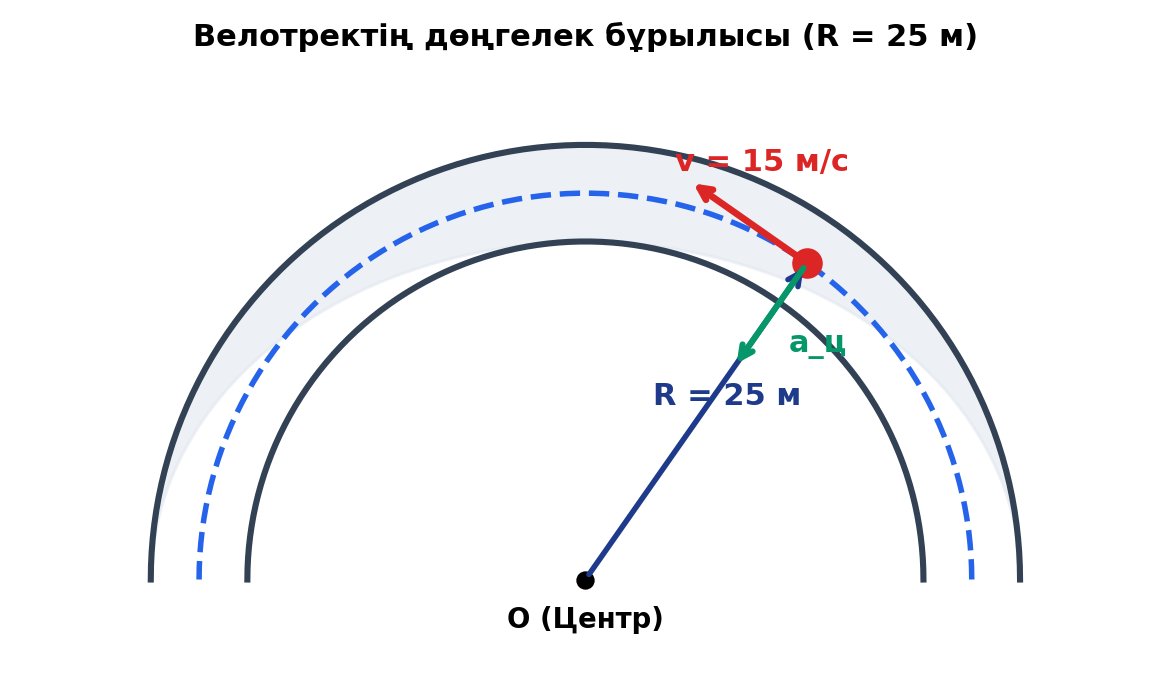 Велотректің дөңгелек бұрылысы (R = 25 м)
v = 15 м/с
a_ц
R = 25 м
O (Центр)